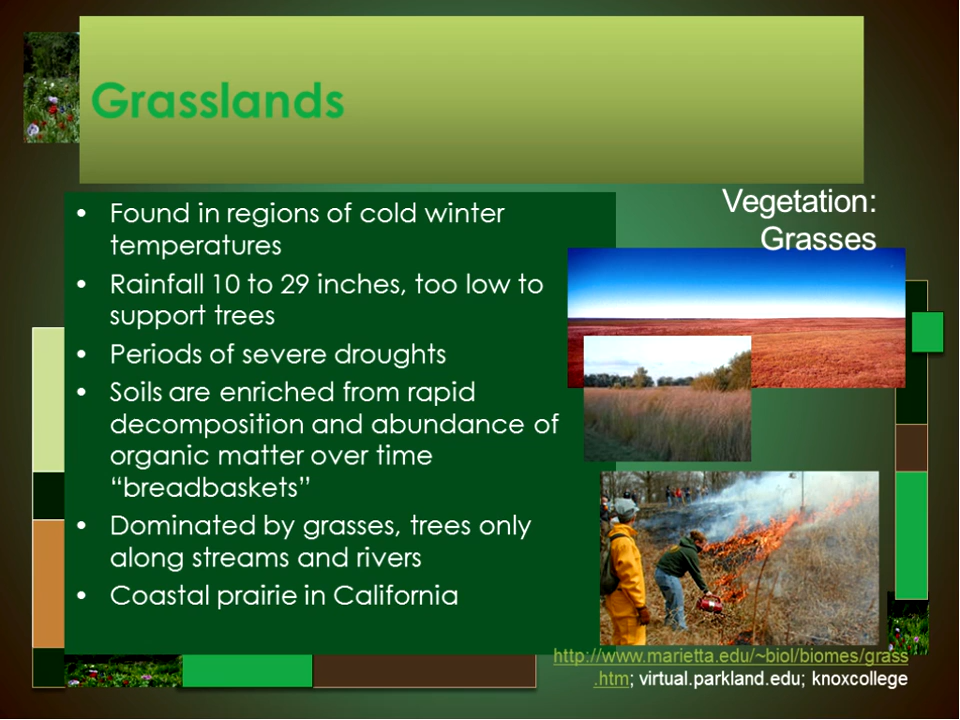 Grasslands
• Found in regions of cold winter
temperatures
• Rainfall 10 to 29 inches, too low to
support trees
• Periods of severe droughts
• Soils are enriched from rapid
decomposition and abundance of
organic matter over time
“breadbaskets”
• Dominated by grasses, trees only
along streams and rivers
• Coastal prairie in California
Vegetation:
Grasses
http://www.marietta.edu/~biol/biomes/grass
.htm; virtual.parkland.edu; knoxcollege